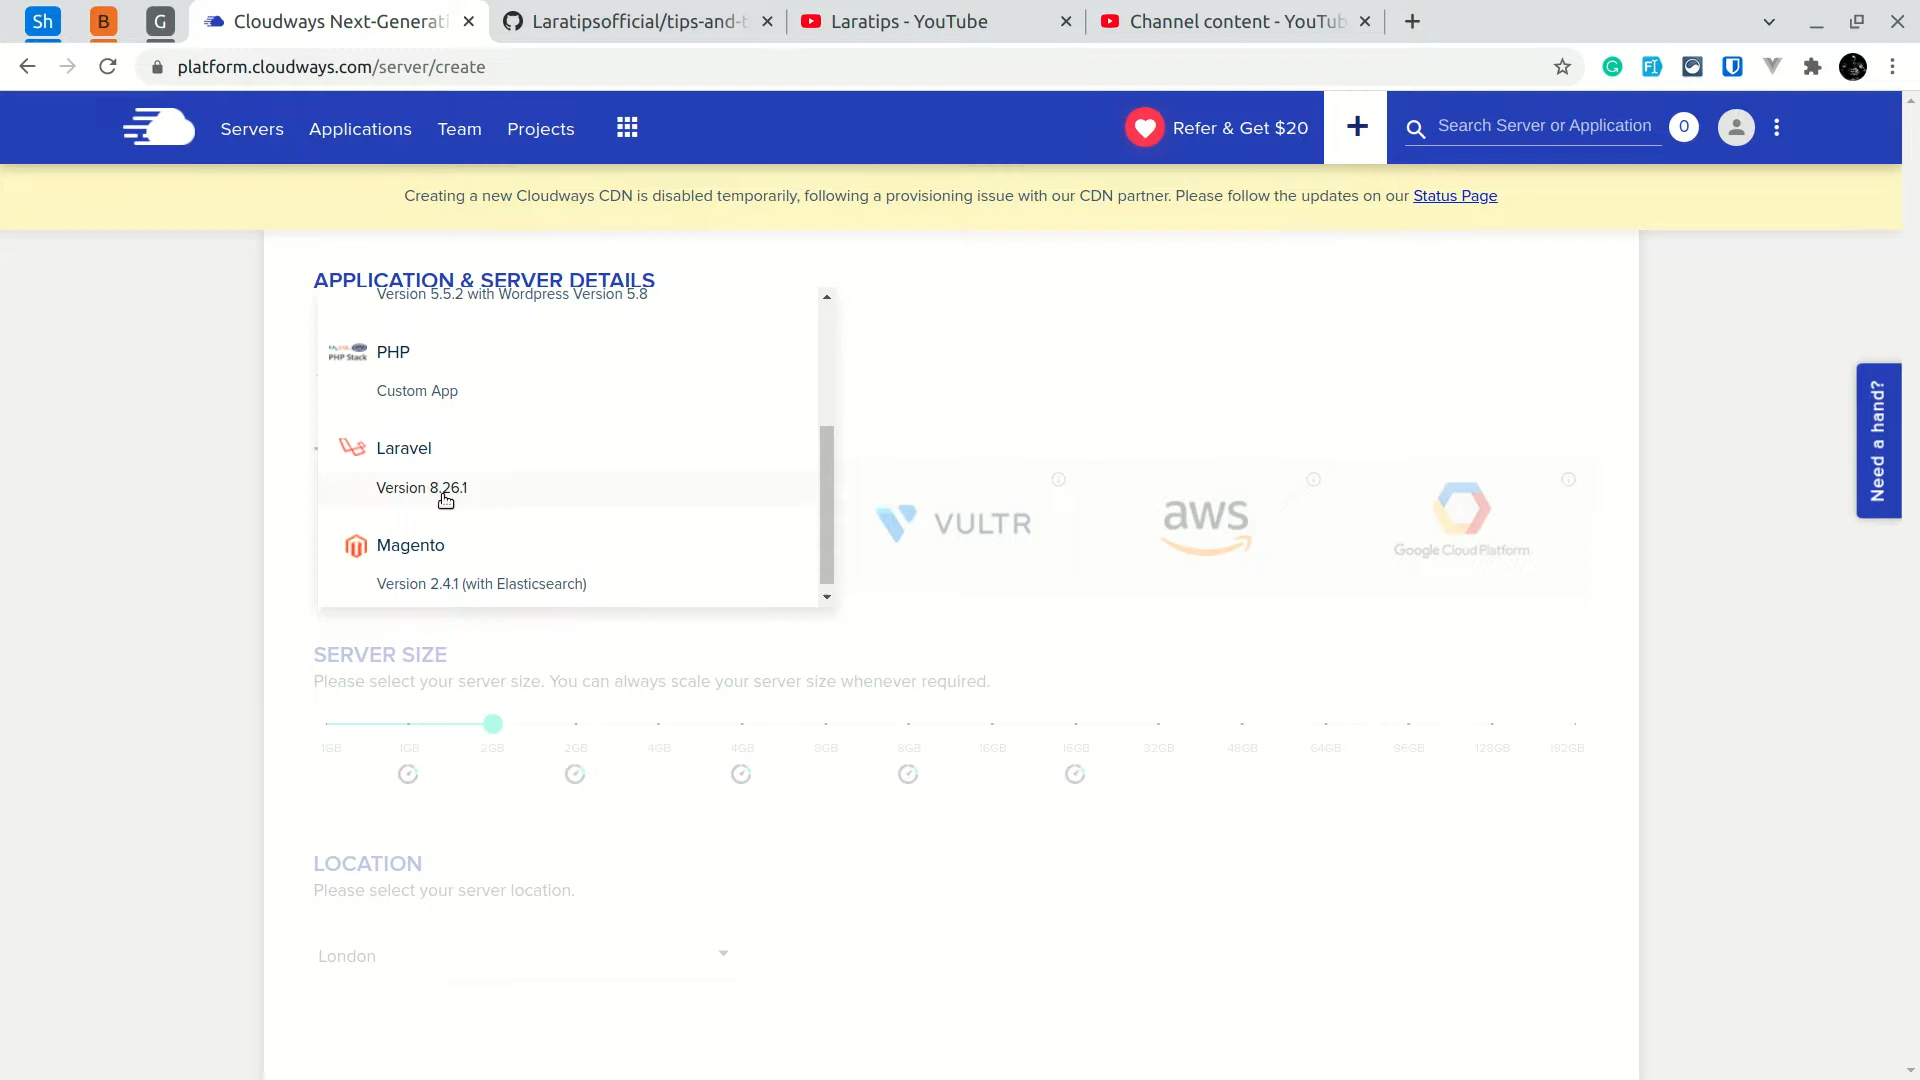 Sh
B
G
Cloudways Next-Generati
Laratipsofficial/tips-and-t
Laratips - YouTube
Channel content - YouTub
platform.cloudways.com/server/create
Servers
Applications
Team
Projects
Refer & Get $20
+
Search Server or Application
0
Creating a new Cloudways CDN is disabled temporarily, following a provisioning issue with our CDN partner. Please follow the updates on our Status Page
APPLICATION & SERVER DETAILS
Version 5.5.2 with Wordpress Version 5.8
PHP Stack
PHP
Custom App
Laravel
Version 8.26.1
Magento
Version 2.4.1 (with Elasticsearch)
VULTR
aws
Google Cloud Platform
Need a hand?
SERVER SIZE
Please select your server size. You can always scale your server size whenever required.
1GB 1GB 2GB 2GB 4GB 4GB 8GB 8GB 16GB 16GB 32GB 48GB 64GB 96GB 128GB 192GB
LOCATION
Please select your server location.
London